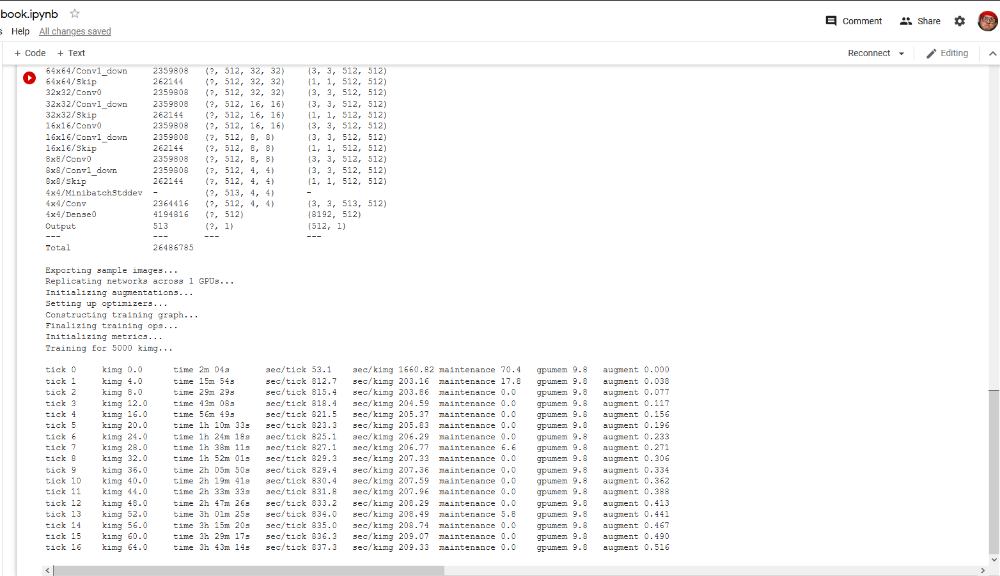 book.ipynb
s Help All changes saved
Comment Share
+ Code + Text
Reconnect Editing
64x64/Conv1_down 2359808 (?, 512, 32, 32) (3, 3, 512, 512)
64x64/Skip 262144 (?, 512, 32, 32) (1, 1, 512, 512)
32x32/Conv0 2359808 (?, 512, 32, 32) (3, 3, 512, 512)
32x32/Conv1_down 2359808 (?, 512, 16, 16) (3, 3, 512, 512)
32x32/Skip 262144 (?, 512, 16, 16) (1, 1, 512, 512)
16x16/Conv0 2359808 (?, 512, 16, 16) (3, 3, 512, 512)
16x16/Conv1_down 2359808 (?, 512, 8, 8) (3, 3, 512, 512)
16x16/Skip 262144 (?, 512, 8, 8) (1, 1, 512, 512)
8x8/Conv0 2359808 (?, 512, 8, 8) (3, 3, 512, 512)
8x8/Conv1_down 2359808 (?, 512, 4, 4) (3, 3, 512, 512)
8x8/Skip 262144 (?, 512, 4, 4) (1, 1, 512, 512)
4x4/MinibatchStddev - (?, 513, 4, 4) -
4x4/Conv 2364416 (?, 512, 4, 4) (3, 3, 513, 512)
4x4/Dense0 4194816 (?, 512) (8192, 512)
Output 513 (?, 1) (512, 1)
--- --- --- ---
Total 26486785
Exporting sample images...
Replicating networks across 1 GPUs...
Initializing augmentations...
Setting up optimizers...
Constructing training graph...
Finalizing training ops...
Initializing metrics...
Training for 5000 kimg...
tick 0 kimg 0.0 time 2m 04s sec/tick 53.1 sec/kimg 1660.82 maintenance 70.4 gpumem 9.8 augment 0.000
tick 1 kimg 4.0 time 15m 54s sec/tick 812.7 sec/kimg 203.16 maintenance 17.8 gpumem 9.8 augment 0.038
tick 2 kimg 8.0 time 29m 29s sec/tick 815.4 sec/kimg 203.86 maintenance 0.0 gpumem 9.8 augment 0.077
tick 3 kimg 12.0 time 43m 08s sec/tick 818.4 sec/kimg 204.59 maintenance 0.0 gpumem 9.8 augment 0.117
tick 4 kimg 16.0 time 56m 49s sec/tick 821.5 sec/kimg 205.37 maintenance 0.0 gpumem 9.8 augment 0.156
tick 5 kimg 20.0 time 1h 10m 33s sec/tick 823.3 sec/kimg 205.83 maintenance 0.0 gpumem 9.8 augment 0.196
tick 6 kimg 24.0 time 1h 24m 18s sec/tick 825.1 sec/kimg 206.29 maintenance 0.0 gpumem 9.8 augment 0.233
tick 7 kimg 28.0 time 1h 38m 11s sec/tick 827.1 sec/kimg 206.77 maintenance 6.6 gpumem 9.8 augment 0.271
tick 8 kimg 32.0 time 1h 52m 01s sec/tick 829.3 sec/kimg 207.33 maintenance 0.0 gpumem 9.8 augment 0.306
tick 9 kimg 36.0 time 2h 05m 50s sec/tick 829.4 sec/kimg 207.36 maintenance 0.0 gpumem 9.8 augment 0.334
tick 10 kimg 40.0 time 2h 19m 41s sec/tick 830.4 sec/kimg 207.59 maintenance 0.0 gpumem 9.8 augment 0.362
tick 11 kimg 44.0 time 2h 33m 33s sec/tick 831.8 sec/kimg 207.96 maintenance 0.0 gpumem 9.8 augment 0.388
tick 12 kimg 48.0 time 2h 47m 26s sec/tick 833.2 sec/kimg 208.29 maintenance 0.0 gpumem 9.8 augment 0.413
tick 13 kimg 52.0 time 3h 01m 25s sec/tick 834.0 sec/kimg 208.49 maintenance 5.8 gpumem 9.8 augment 0.441
tick 14 kimg 56.0 time 3h 15m 20s sec/tick 835.0 sec/kimg 208.74 maintenance 0.0 gpumem 9.8 augment 0.467
tick 15 kimg 60.0 time 3h 29m 17s sec/tick 836.3 sec/kimg 209.07 maintenance 0.0 gpumem 9.8 augment 0.490
tick 16 kimg 64.0 time 3h 43m 14s sec/tick 837.3 sec/kimg 209.33 maintenance 0.0 gpumem 9.8 augment 0.516